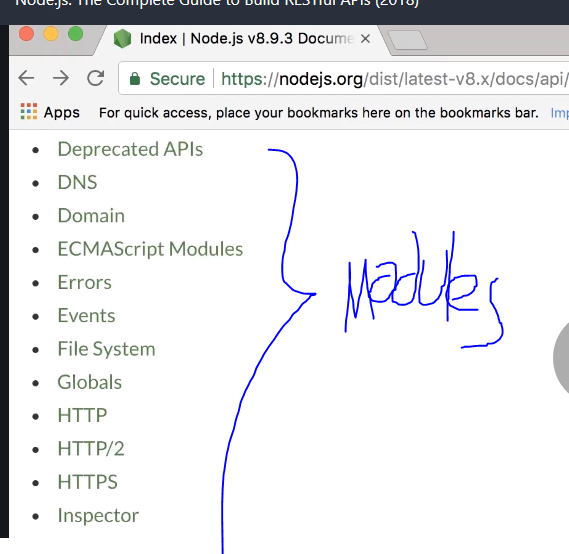 Node.js: The Complete Guide to Build RESTful APIs (2018)
Index | Node.js v8.9.3 Docume
Secure https://nodejs.org/dist/latest-v8.x/docs/api/
Apps For quick access, place your bookmarks here on the bookmarks bar. Imp
Deprecated APIs
DNS
Domain
ECMAScript Modules
Errors
Events
File System
Globals
HTTP
HTTP/2
HTTPS
Inspector
Modules